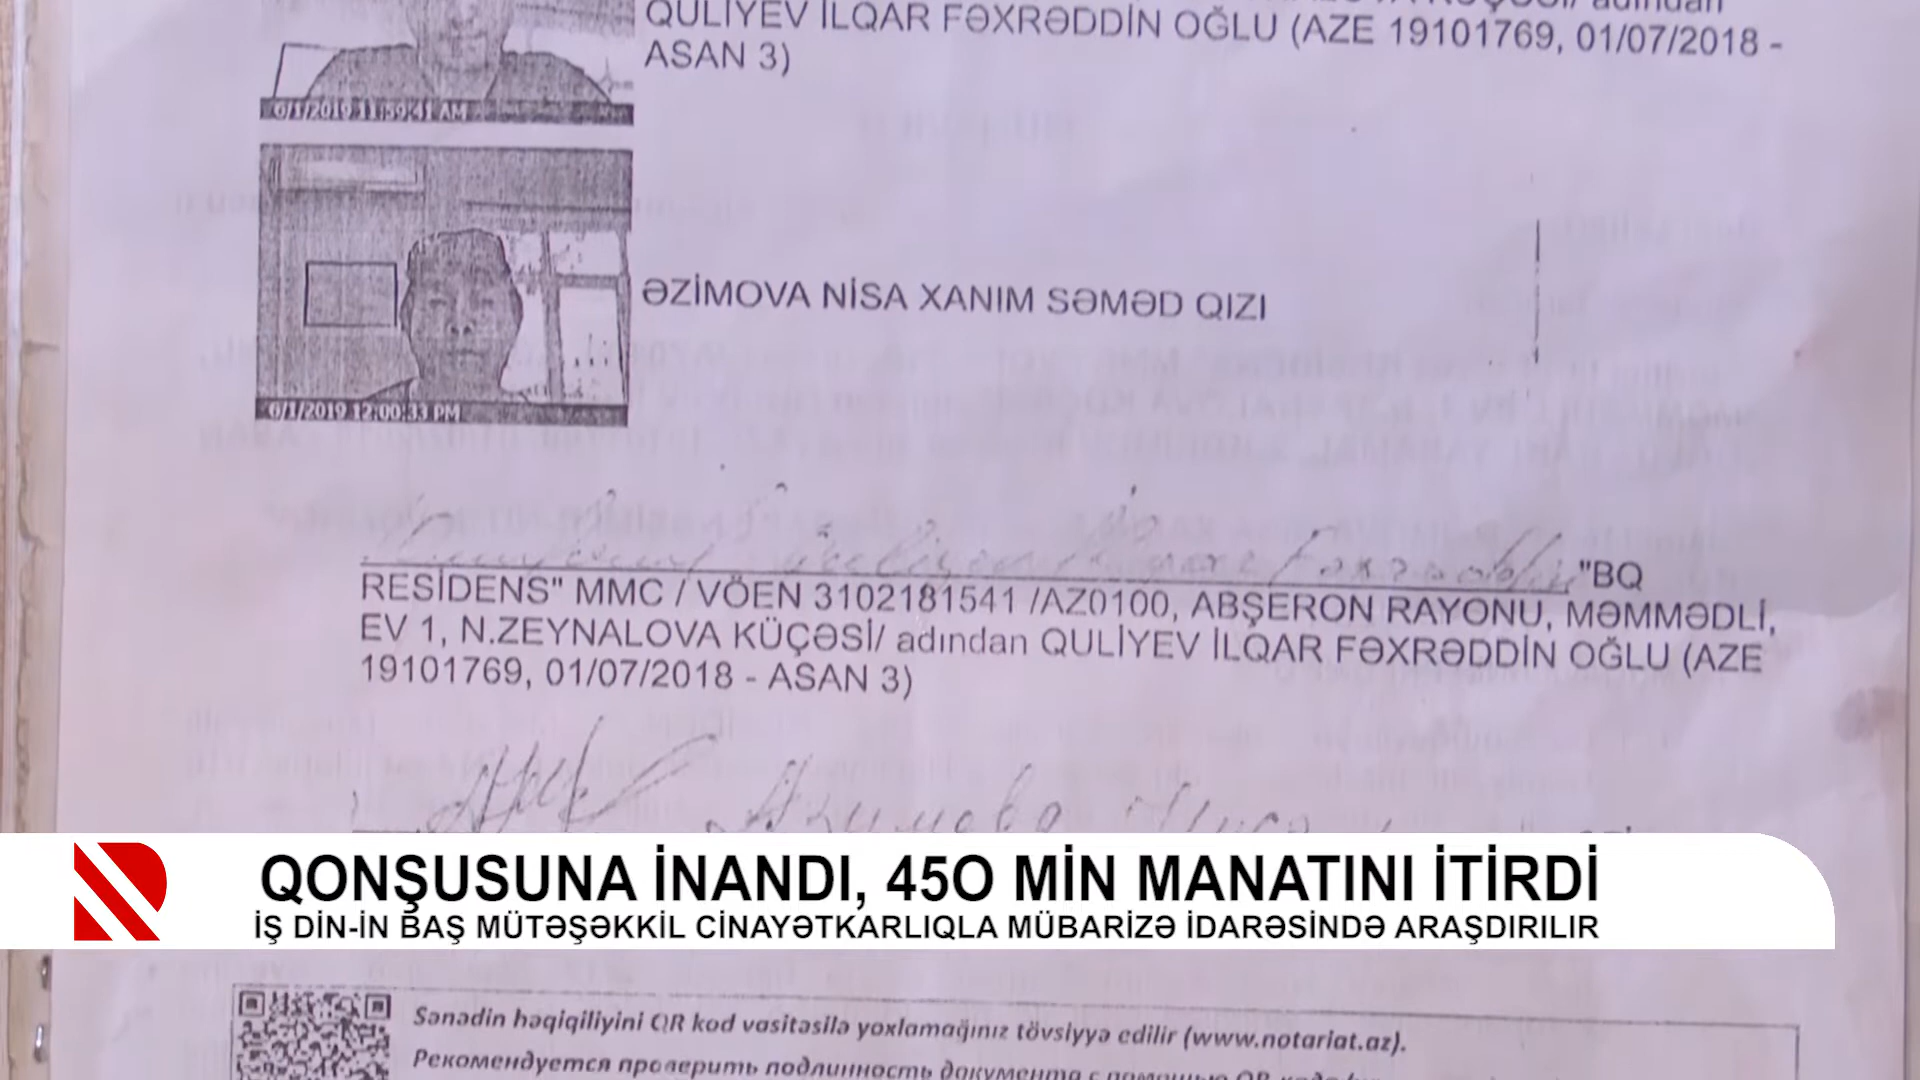 QULİYEV İLQAR FƏXRƏDDİN OĞLU (AZE 19101769, 01/07/2018 -
ASAN 3)
6/1/2019 11:59:41 AM
ƏZİMOVA NİSA XANIM SƏMƏD QIZI
6/1/2019 12:00:33 PM
"BQ
RESİDENS" MMC / VÖEN 3102181541 /AZ0100, ABŞERON RAYONU, MƏMMƏDLİ,
EV 1, N.ZEYNALOVA KÜÇƏSİ/ adından QULİYEV İLQAR FƏXRƏDDİN OĞLU (AZE
19101769, 01/07/2018 - ASAN 3)
QONŞUSUNA İNANDI, 45O MİN MANATINI İTİRDİ
İŞ DİN-İN BAŞ MÜTƏŞƏKKİL CİNAYƏTKARLIQLA MÜBARİZƏ İDARƏSİNDƏ ARAŞDIRILIR
Sənədin həqiqiliyini QR kod vasitəsilə yoxlamağınız tövsiyyə edilir (www.notariat.az).
Рекомендуется проверить подлинность документа с помощью QR